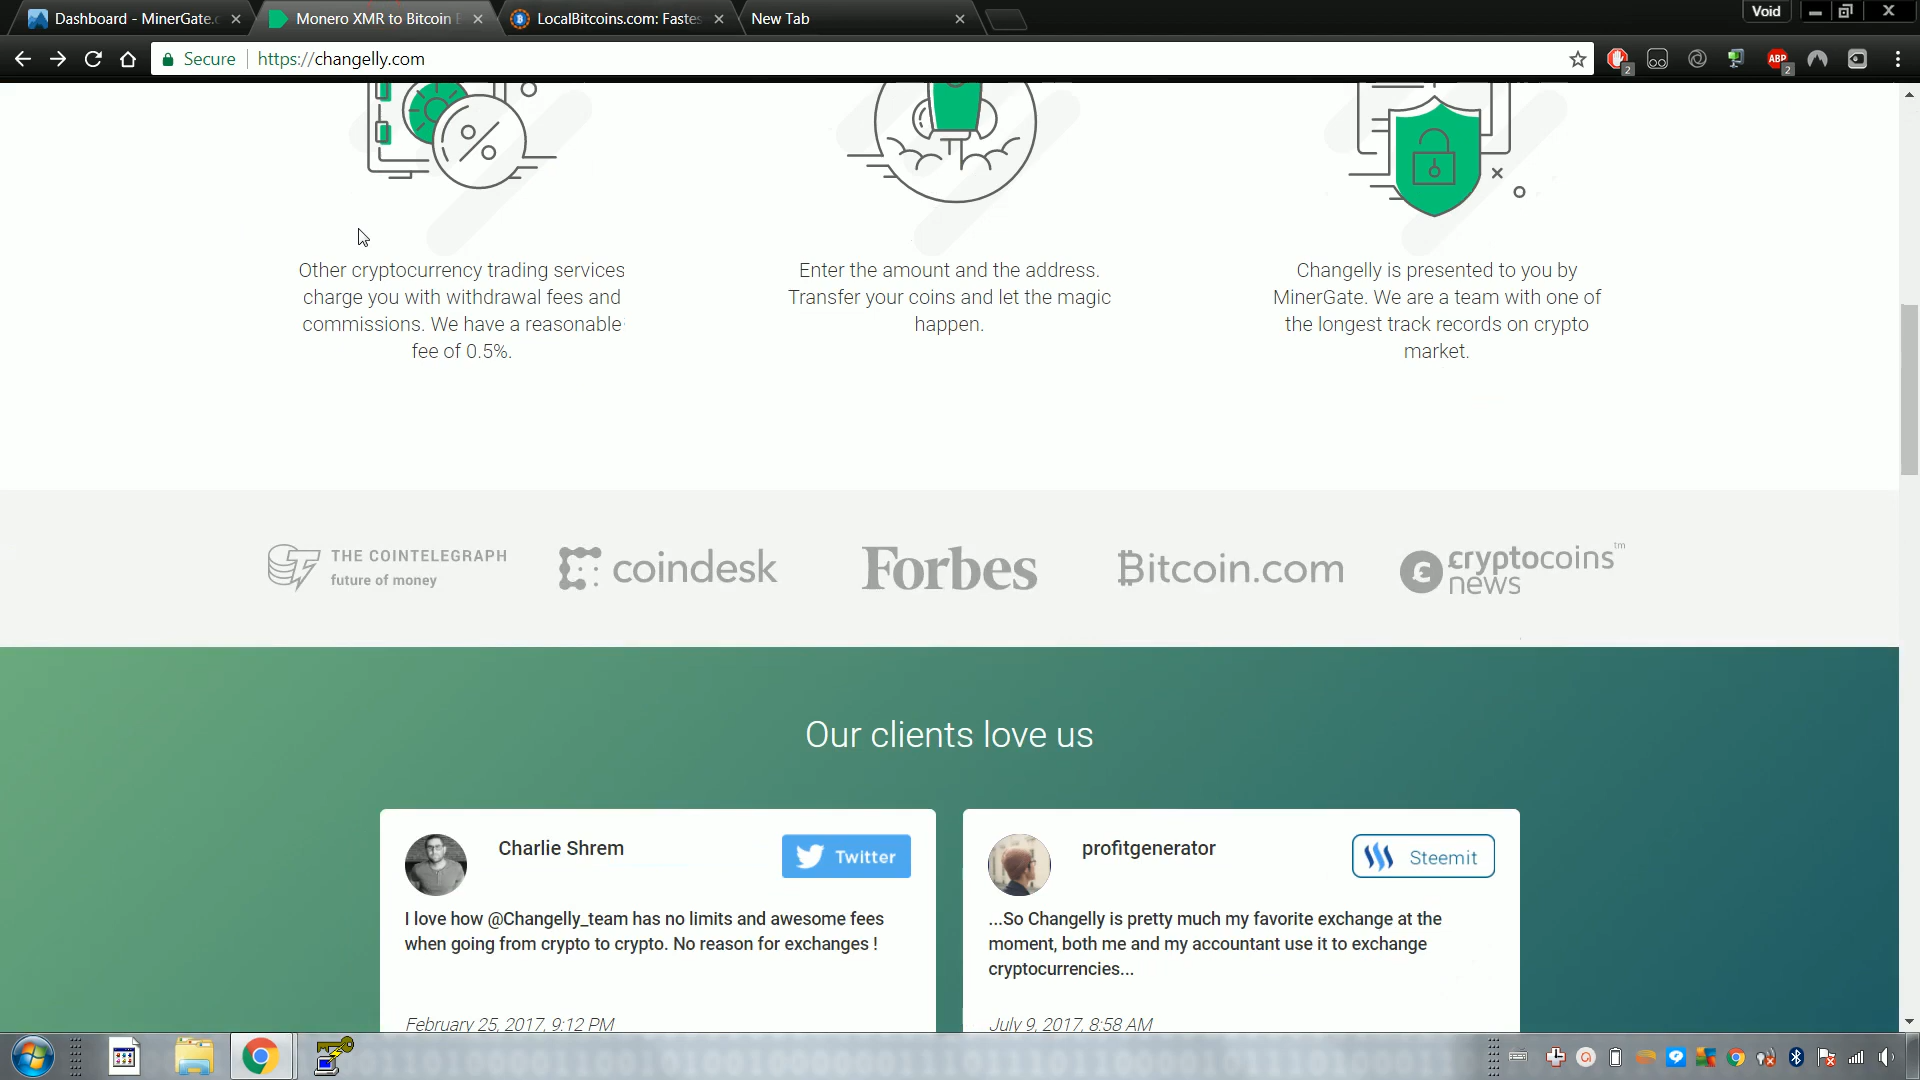 Dashboard - MinerGate.c
Monero XMR to Bitcoin E
LocalBitcoins.com: Fastes
New Tab
Void
Secure
https://changelly.com
2
ABP
2
Other cryptocurrency trading services
charge you with withdrawal fees and
commissions. We have a reasonable
fee of 0.5%.
Enter the amount and the address.
Transfer your coins and let the magic
happen.
Changelly is presented to you by
MinerGate. We are a team with one of
the longest track records on crypto
market.
THE COINTELEGRAPH
future of money
coindesk
Forbes
Bitcoin.com
cryptocoins™
news
Our clients love us
Charlie Shrem
Twitter
I love how @Changelly_team has no limits and awesome fees
when going from crypto to crypto. No reason for exchanges !
February 25, 2017, 9:12 PM
profitgenerator
Steemit
...So Changelly is pretty much my favorite exchange at the
moment, both me and my accountant use it to exchange
cryptocurrencies...
July 9, 2017, 8:58 AM